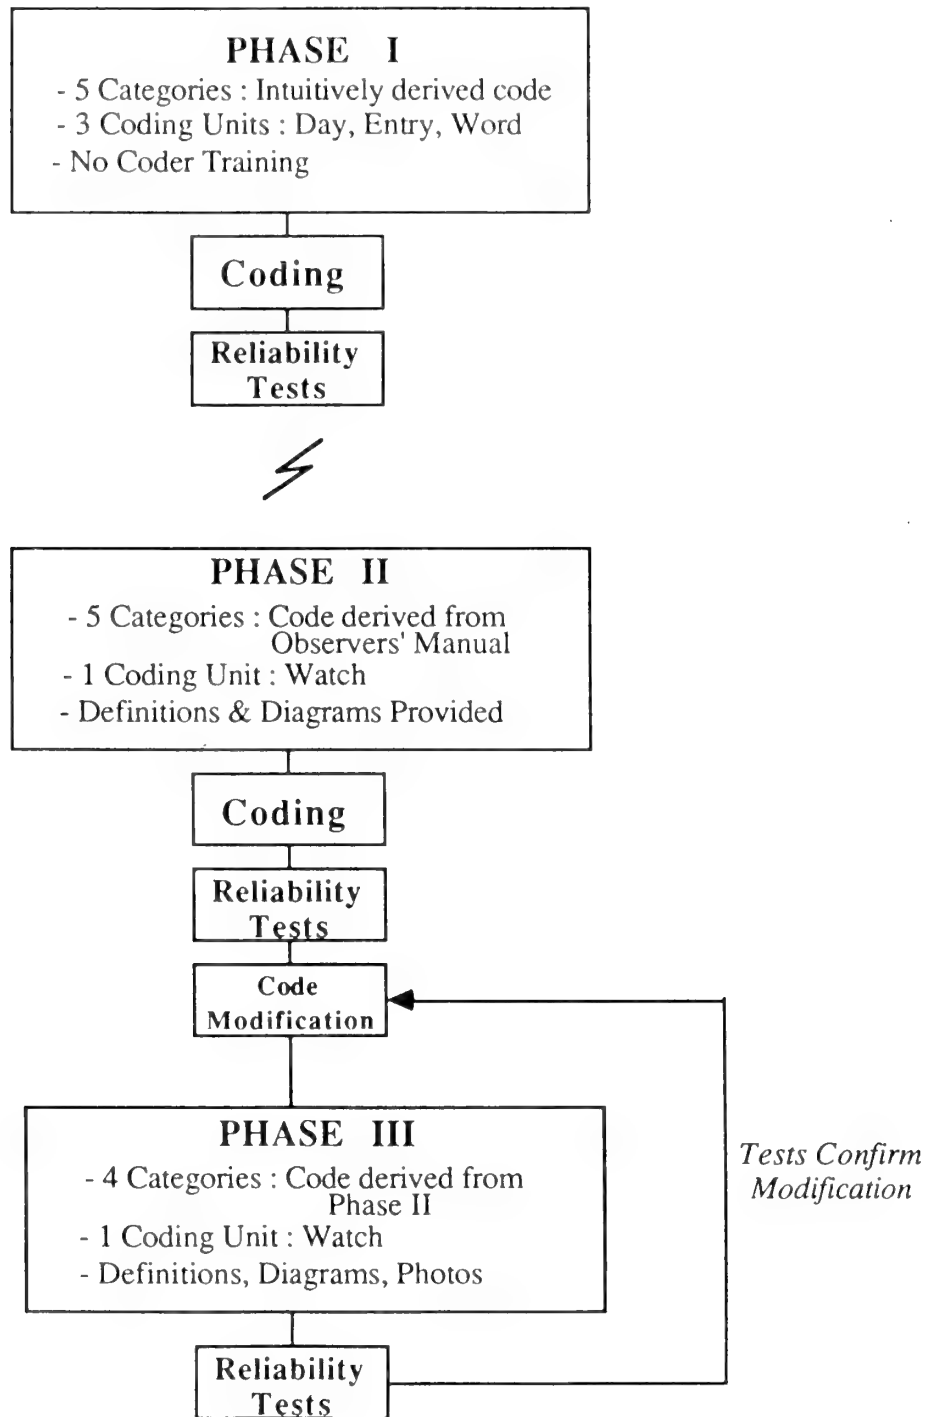 PHASE I
- 5 Categories : Intuitively derived code
- 3 Coding Units : Day, Entry, Word
- No Coder Training
Coding
Reliability
Tests
PHASE II
- 5 Categories : Code derived from
Observers' Manual
- 1 Coding Unit : Watch
- Definitions & Diagrams Provided
Coding
Reliability
Tests
Code
Modification
PHASE III
- 4 Categories : Code derived from
Phase II
- 1 Coding Unit : Watch
- Definitions, Diagrams, Photos
Tests Confirm
Modification
Reliability
Tests